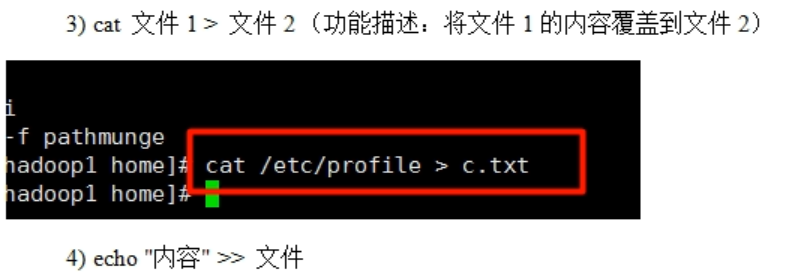 3) cat 文件 1 > 文件 2（功能描述：将文件 1 的内容覆盖到文件 2）
i
-f pathmunge
hadoop1 home]# cat /etc/profile > c.txt
hadoop1 home]#
4) echo "内容" >> 文件